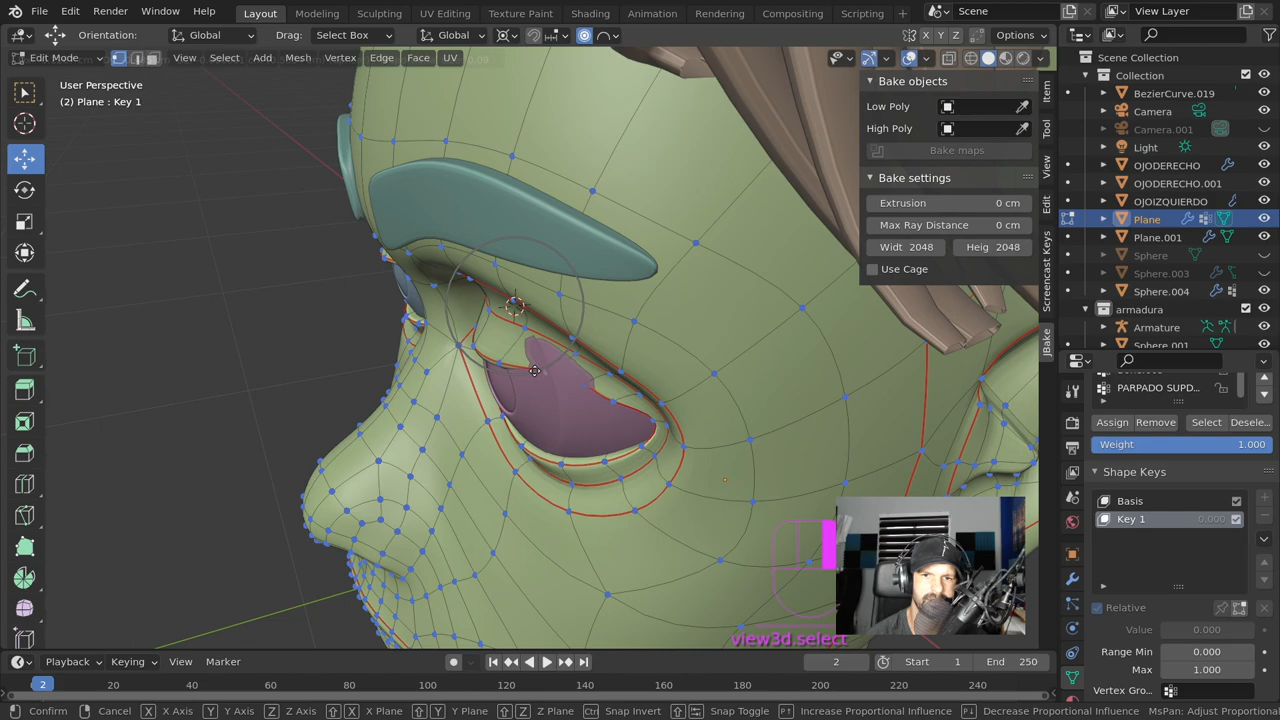 File Edit Render Window Help Layout Modeling Sculpting UV Editing Texture Paint Shading Animation Rendering Compositing Scripting Scene View Layer
Orientation: Global Drag: Select Box Global X Y Z Options
Edit Mode View Select Add Mesh Vertex Edge Face UV
User Perspective
(2) Plane : Key 1
Bake objects
Low Poly
High Poly
Bake maps
Bake settings
Extrusion 0 cm
Max Ray Distance 0 cm
Widt 2048 Heig 2048
Use Cage
Item
Tool
View
Edit
Screencast Keys
JBake
Scene Collection
Collection
BezierCurve.019
Camera
Camera.001
Light
OJODERECHO
OJODERECHO.001
OJOIZQUIERDO
Plane
Plane.001
Sphere
Sphere.003
Sphere.004
armadura
Armature
Sphere.001
PARPADO SUPD...
Assign Remove Select Desele...
Weight 1.000
Shape Keys
Basis
Key 1 0.000
Relative
Value 0.000
Range Min 0.000
Max 1.000
Vertex Gro...
view3d.select
Playback Keying View Marker 2 Start 1 End 250
2 20 40 60 80 100 120 140 160 180 200 220 240
Confirm Cancel X X Axis Y Y Axis Z Z Axis X X Plane Y Y Plane Z Z Plane Ctrl Snap Invert Snap Toggle Increase Proportional Influence Decrease Proportional Influence MsPan: Adjust Proportional